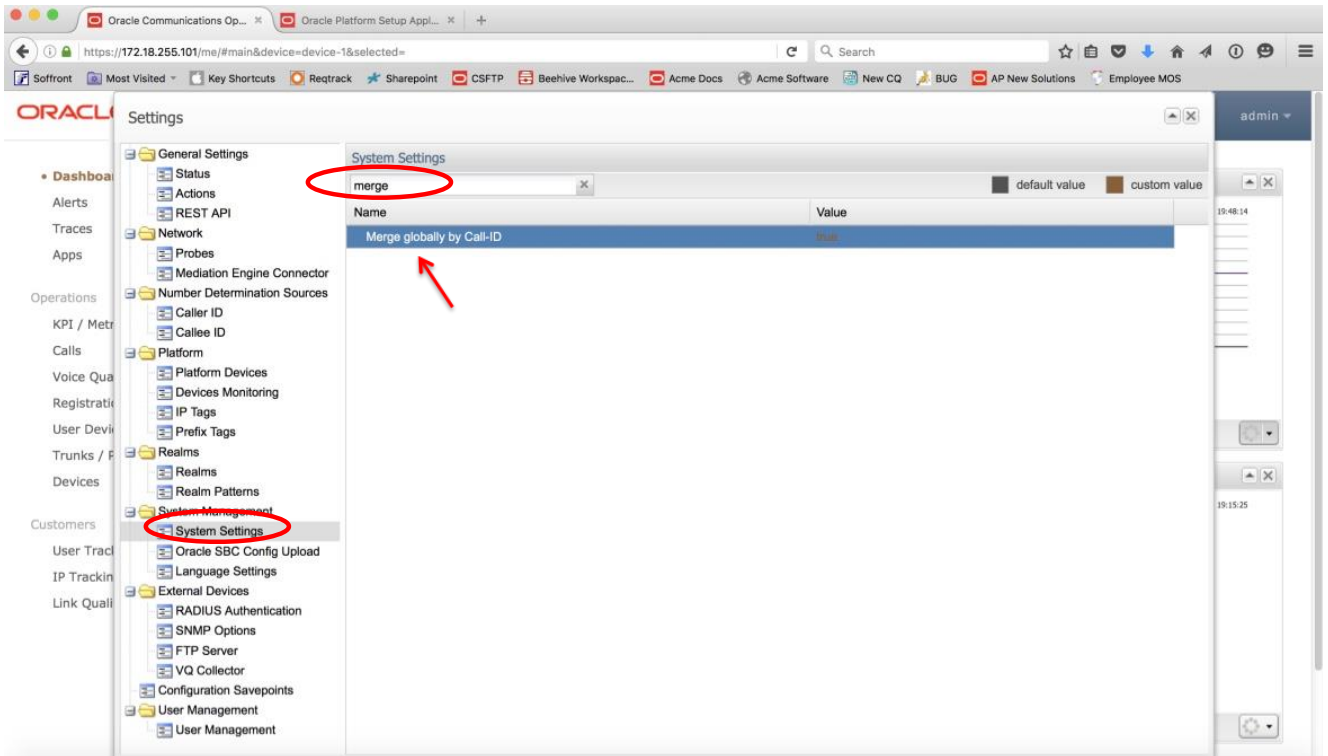 Oracle Communications Op... ×
Oracle Platform Setup Appl... × +
https://172.18.255.101/me/#main&device=device-1&selected=
Search
Soffront Most Visited Key Shortcuts Reqtrack Sharepoint CSFTP Beehive Workspac... Acme Docs Acme Software New CQ BUG AP New Solutions Employee MOS
ORACL
Settings
admin
• Dashboa
Alerts
Traces
Apps
Operations
KPI / Metr
Calls
Voice Qua
Registrati
User Devi
Trunks / P
Devices
Customers
User Trac
IP Trackin
Link Quali
General Settings
Status
Actions
REST API
Network
Probes
Mediation Engine Connector
Number Determination Sources
Caller ID
Callee ID
Platform
Platform Devices
Devices Monitoring
IP Tags
Prefix Tags
Realms
Realms
Realm Patterns
System Management
System Settings
Oracle SBC Config Upload
Language Settings
External Devices
RADIUS Authentication
SNMP Options
FTP Server
VQ Collector
Configuration Savepoints
User Management
User Management
System Settings
merge
default value custom value
Name Value
Merge globally by Call-ID true
19:48:14
19:15:25